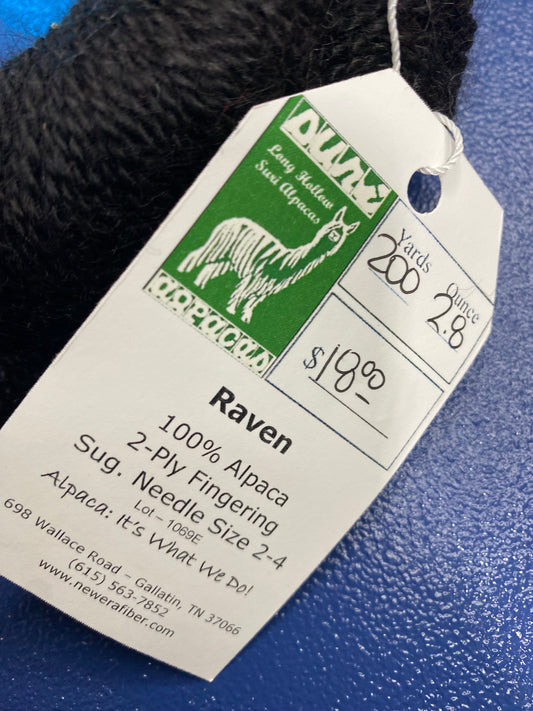 Long Hollow
Suri Alpacas
alpacas
Yards
200
Ounce
2.8
$18.00
Raven
100% Alpaca
2-Ply Fingering
Sug. Needle Size 2-4
Lot – 1069E
Alpaca: It's What We Do!
698 Wallace Road – Gallatin, TN 37066
(615) 563-7852
www.newerafiber.com